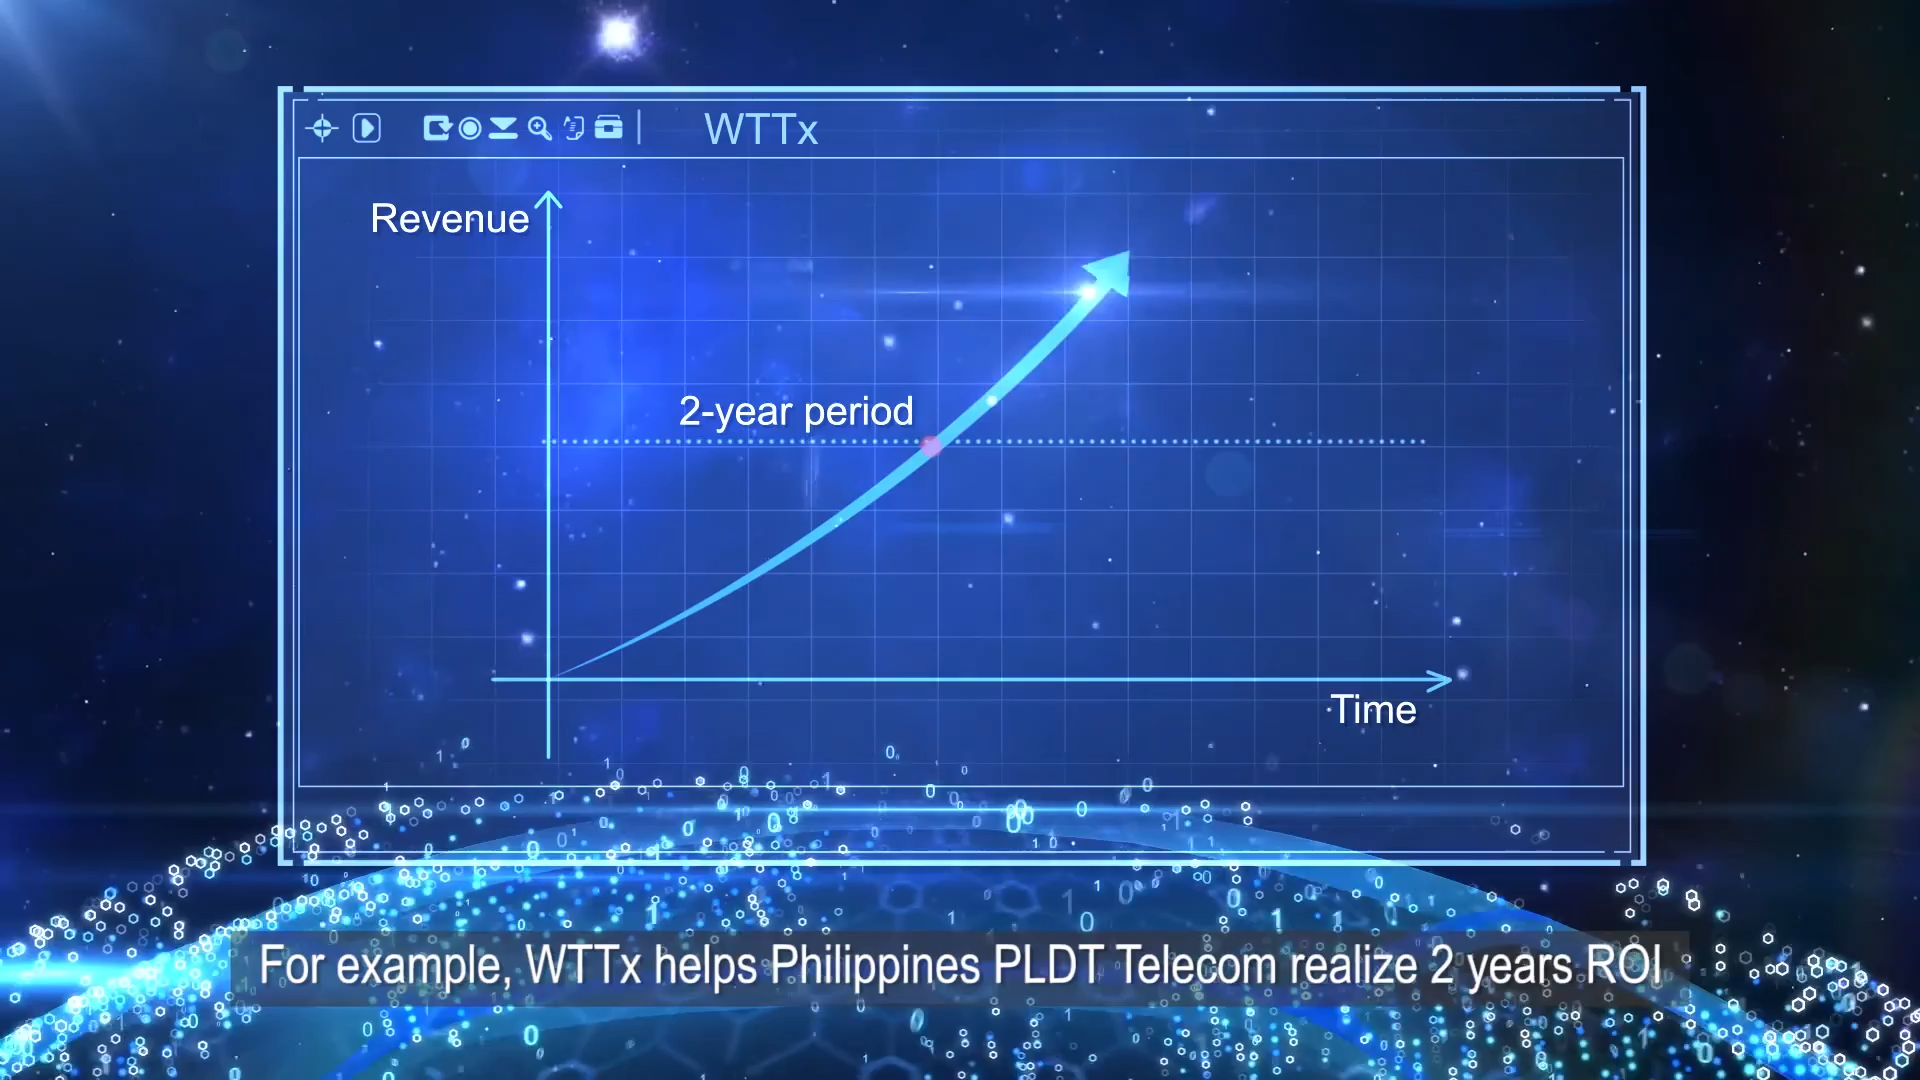 WTTx
Revenue
2-year period
Time
For example, WTTx helps Philippines PLDT Telecom realize 2 years ROI